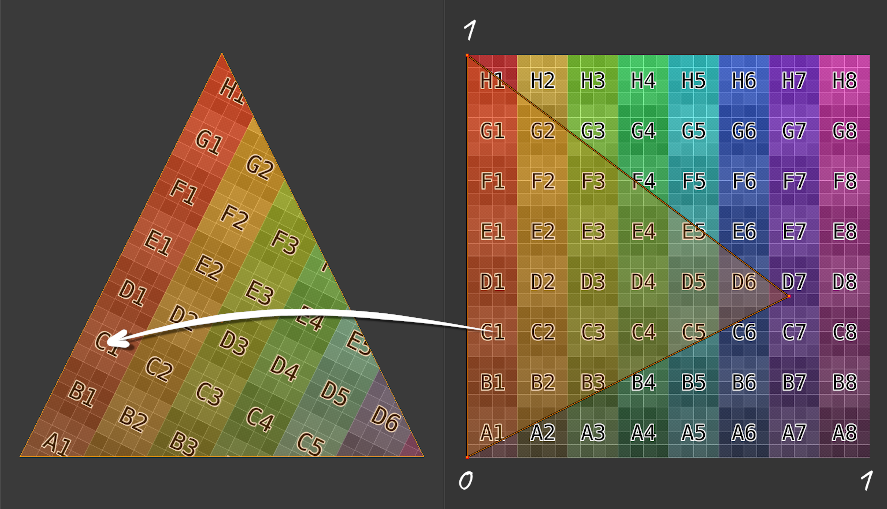 1
H1 H2 H3 H4 H5 H6 H7 H8
G1 G2 G3 G4 G5 G6 G7 G8
F1 F2 F3 F4 F5 F6 F7 F8
E1 E2 E3 E4 E5 E6 E7 E8
D1 D2 D3 D4 D5 D6 D7 D8
C1 C2 C3 C4 C5 C6 C7 C8
B1 B2 B3 B4 B5 B6 B7 B8
A1 A2 A3 A4 A5 A6 A7 A8
0 1
H1
G1 G2
F1 F2 F3
E1 E2 E3 E4 E5
D1 D2 D3 D4 D5 D6
C1 C2 C3 C4 C5
B1 B2 B3
A1